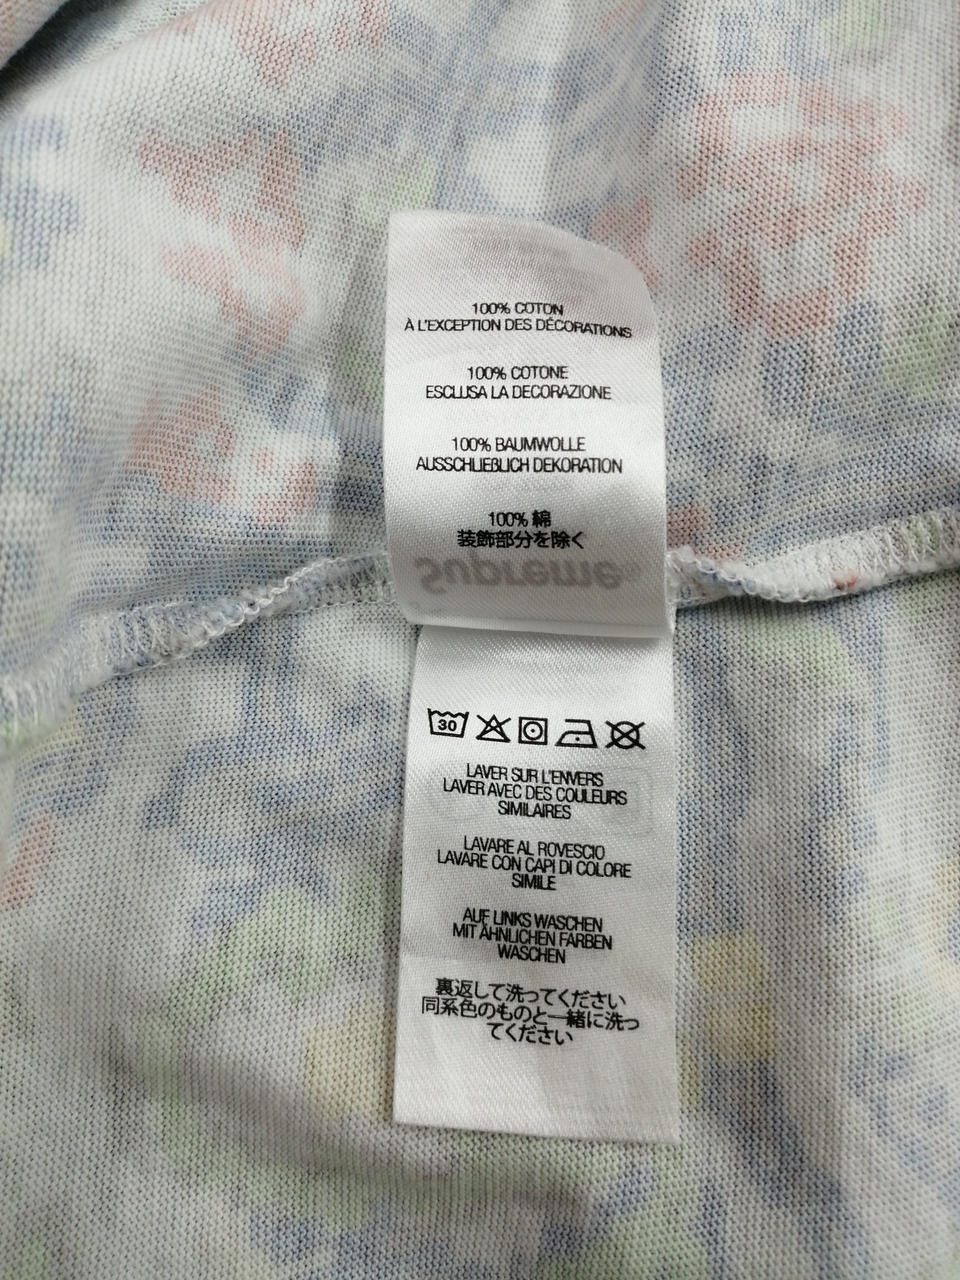 100% COTON
À L'EXCEPTION DES DÉCORATIONS
100% COTONE
ESCLUSA LA DECORAZIONE
100% BAUMWOLLE
AUSSCHLIEßLICH DEKORATION
100% 綿
装飾部分を除く
Supreme
30
LAVER SUR L'ENVERS
LAVER AVEC DES COULEURS
SIMILAIRES
LAVARE AL ROVESCIO
LAVARE CON CAPI DI COLORE
SIMILE
AUF LINKS WASCHEN
MIT ÄHNLICHEN FARBEN
WASCHEN
裏返して洗ってください
同系色のものと一緒に洗っ
てください